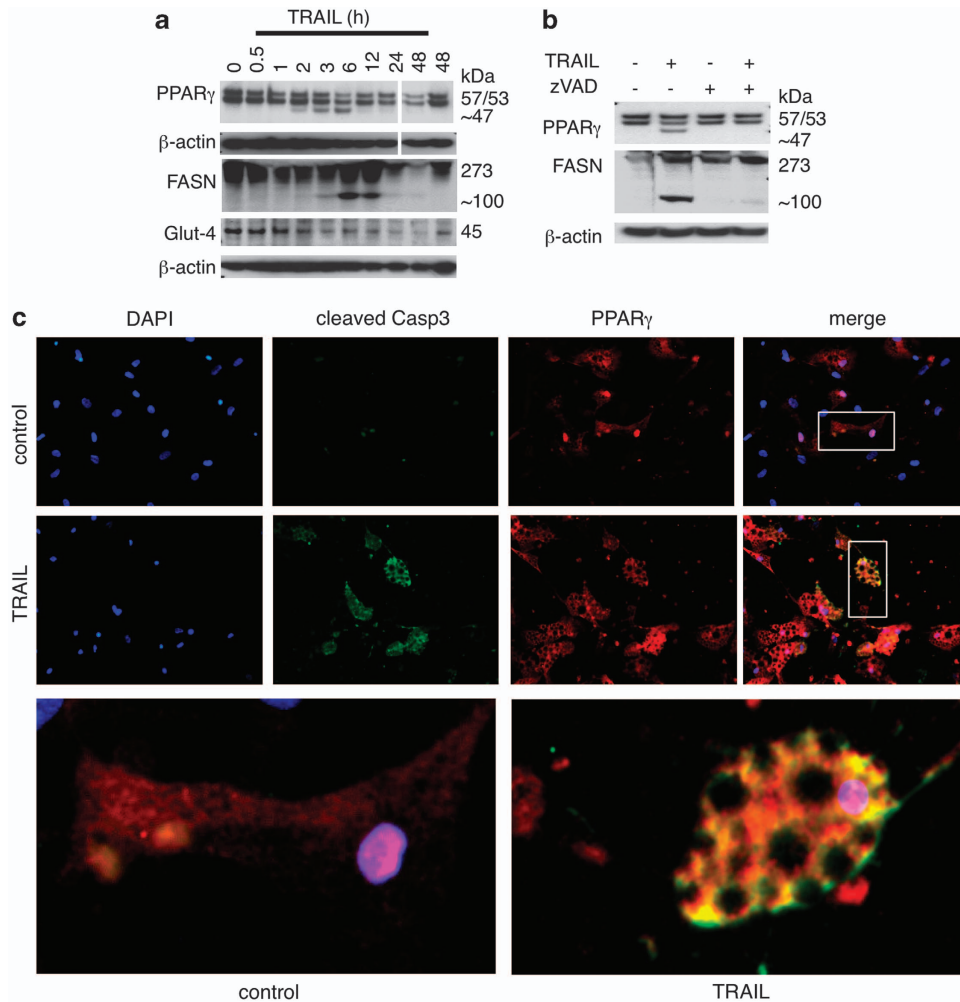 a
TRAIL (h)
0 0.5 1 2 3 6 12 24 48 48
kDa
PPARγ 57/53
~47
β-actin
FASN 273
~100
Glut-4 45
β-actin
b
TRAIL - + - +
zVAD - - + +
kDa
PPARγ 57/53
~47
FASN 273
~100
β-actin
c
DAPI cleaved Casp3 PPARγ merge
control
TRAIL
control TRAIL